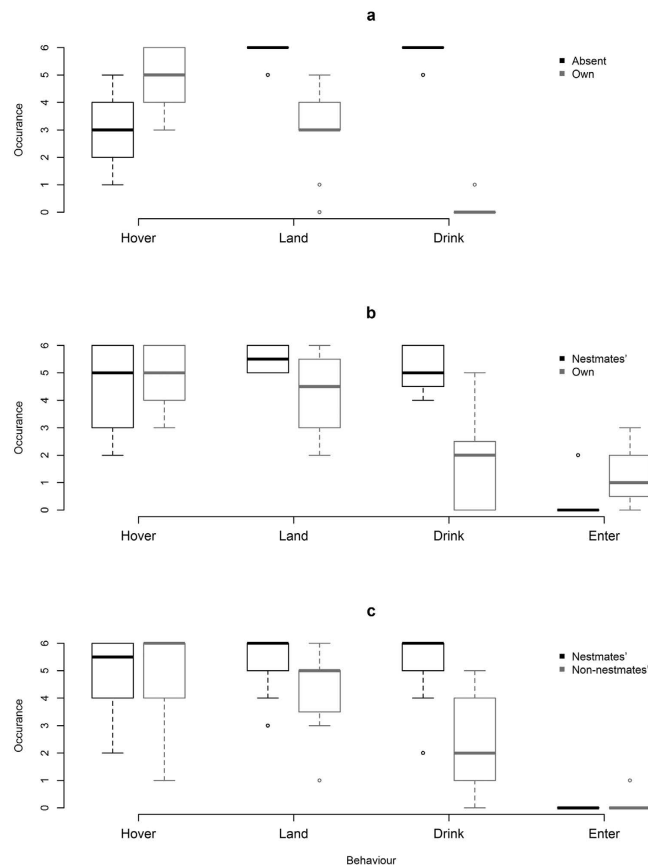 a
Occurance
6
5
4
3
2
1
0
Absent
Own
Hover Land Drink
b
Occurance
6
5
4
3
2
1
0
Nestmates'
Own
Hover Land Drink Enter
c
Occurance
6
5
4
3
2
1
0
Nestmates'
Non-nestmates'
Hover Land Drink Enter
Behaviour